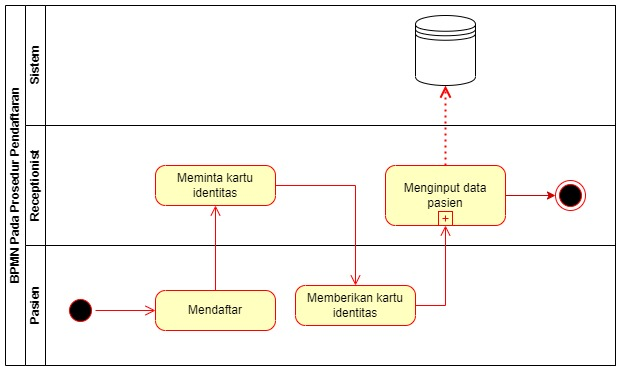 BPMN Pada Prosedur Pendaftaran
Sistem
Receptionist
Meminta kartu
identitas
Menginput data
pasien
+
Pasien
Mendaftar
Memberikan kartu
identitas